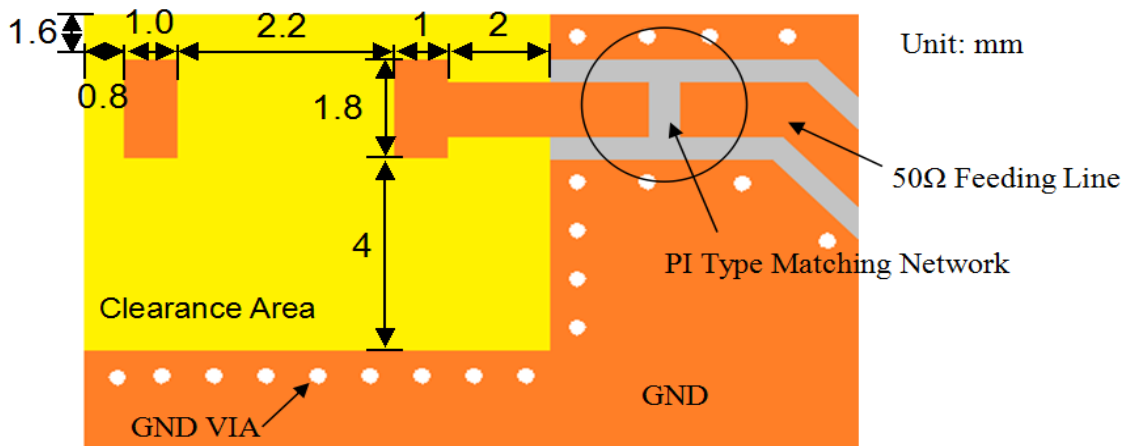 1.6
1.0
2.2
1
2
Unit: mm
0.8
1.8
50Ω Feeding Line
4
PI Type Matching Network
Clearance Area
GND
GND VIA